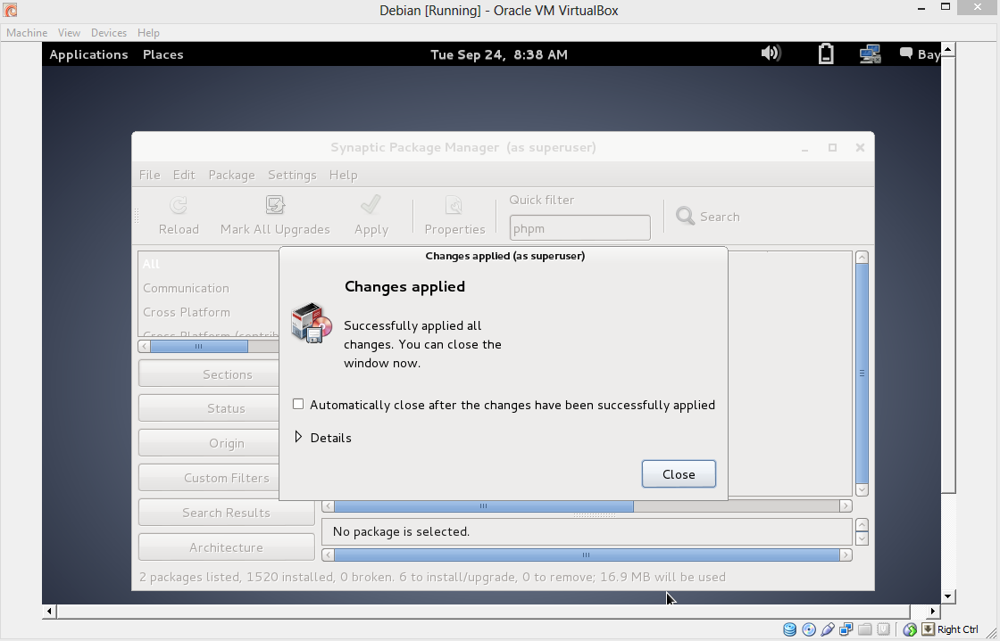 Debian [Running] - Oracle VM VirtualBox
Machine View Devices Help
Applications Places Tue Sep 24, 8:38 AM Bay
Synaptic Package Manager (as superuser)
File Edit Package Settings Help
Reload Mark All Upgrades Apply Properties Quick filter phpm Search
All
Communication
Cross Platform
Cross Platform (contrib
Sections
Status
Origin
Custom Filters
Search Results
Architecture
Changes applied (as superuser)
Changes applied
Successfully applied all
changes. You can close the
window now.
Automatically close after the changes have been successfully applied
Details
Close
No package is selected.
2 packages listed, 1520 installed, 0 broken. 6 to install/upgrade, 0 to remove; 16.9 MB will be used
Right Ctrl